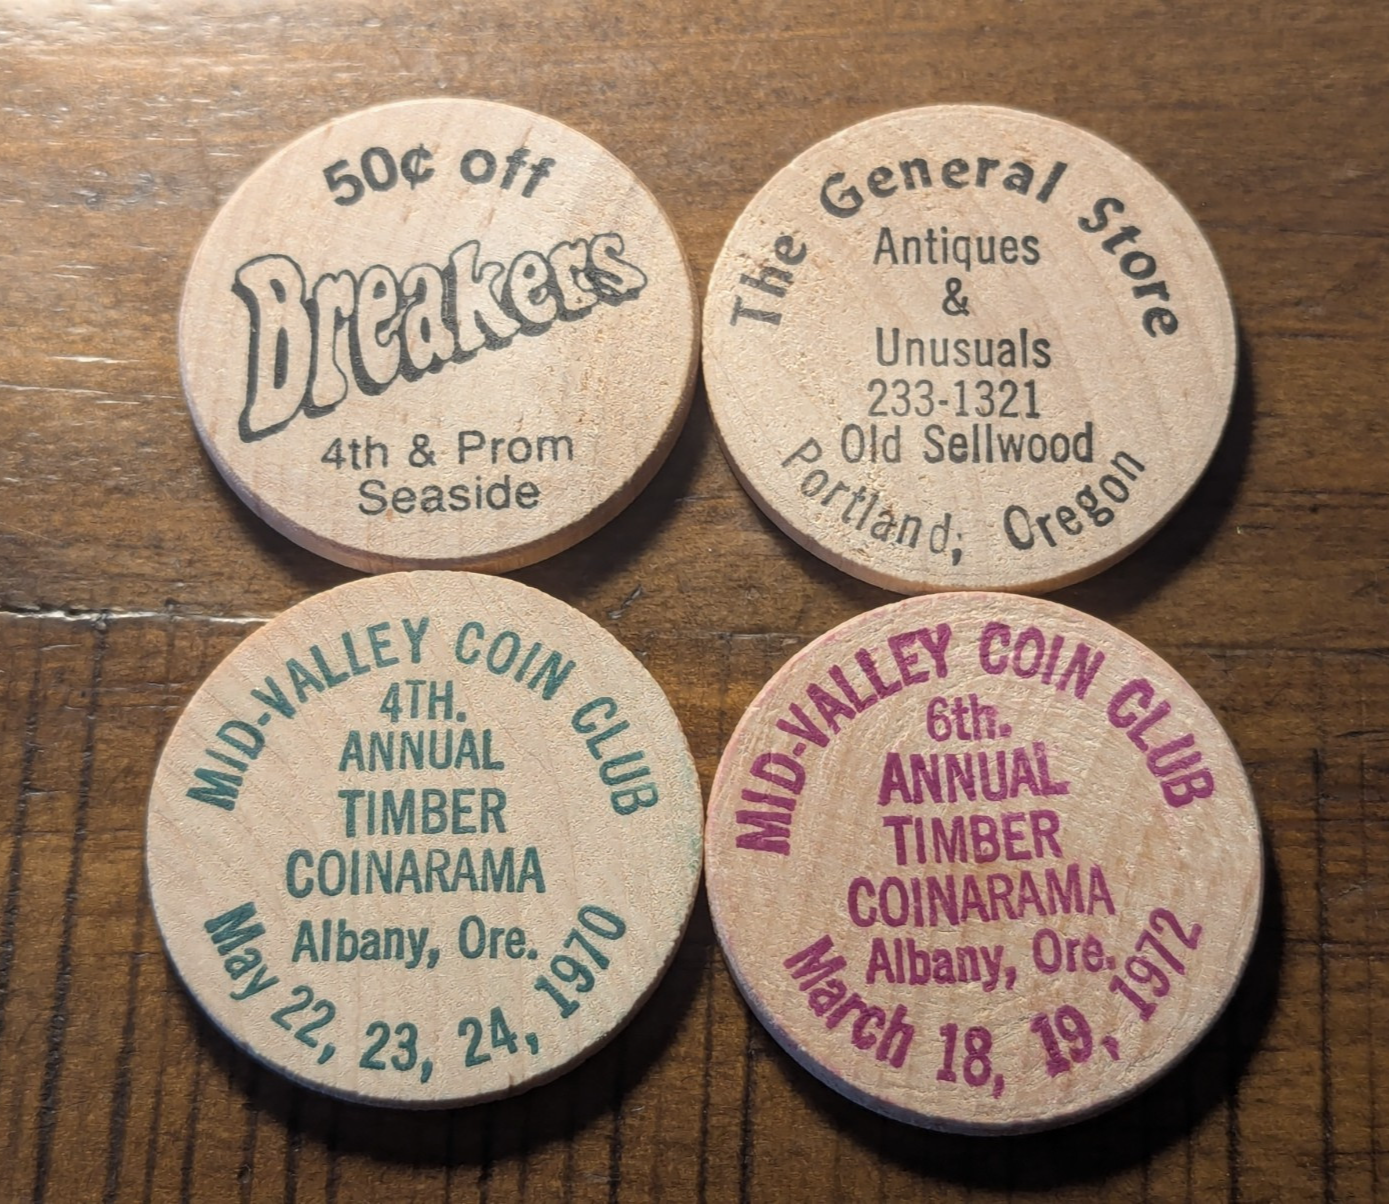 50¢ off
Breakers
4th & Prom
Seaside
The General Store
Antiques
&
Unusuals
233-1321
Old Sellwood
Portland, Oregon
MID-VALLEY COIN CLUB
4TH.
ANNUAL
TIMBER
COINARAMA
Albany, Ore.
May 22, 23, 24, 1970
MID-VALLEY COIN CLUB
6th.
ANNUAL
TIMBER
COINARAMA
Albany, Ore.
March 18, 19, 1972